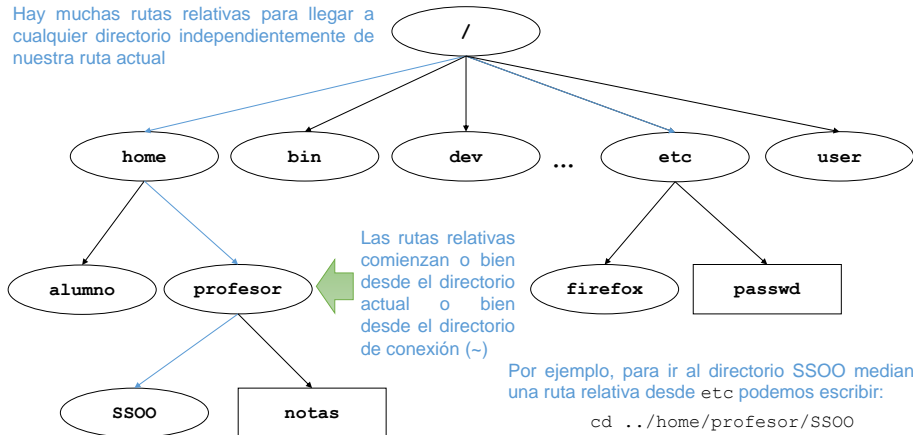 Hay muchas rutas relativas para llegar a
cualquier directorio independientemente de
nuestra ruta actual
/
home
bin
dev
...
etc
user
Las rutas relativas
comienzan o bien
desde el directorio
actual o bien
desde el directorio
de conexión (~)
alumno
profesor
firefox
passwd
SSOO
notas
Por ejemplo, para ir al directorio SSOO median
una ruta relativa desde etc podemos escribir:
cd ../home/profesor/SSOO